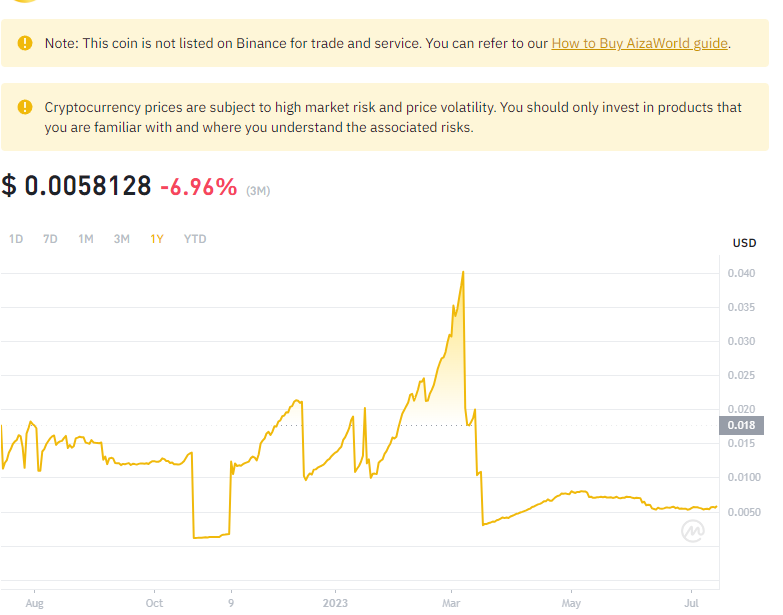 Note: This coin is not listed on Binance for trade and service. You can refer to our How to Buy AizaWorld guide.
Cryptocurrency prices are subject to high market risk and price volatility. You should only invest in products that
you are familiar with and where you understand the associated risks.
$ 0.0058128 -6.96% (3M)
1D 7D 1M 3M 1Y YTD
USD
0.040
0.035
0.030
0.025
0.020
0.018
0.015
0.0100
0.0050
Aug Oct 9 2023 Mar May Jul